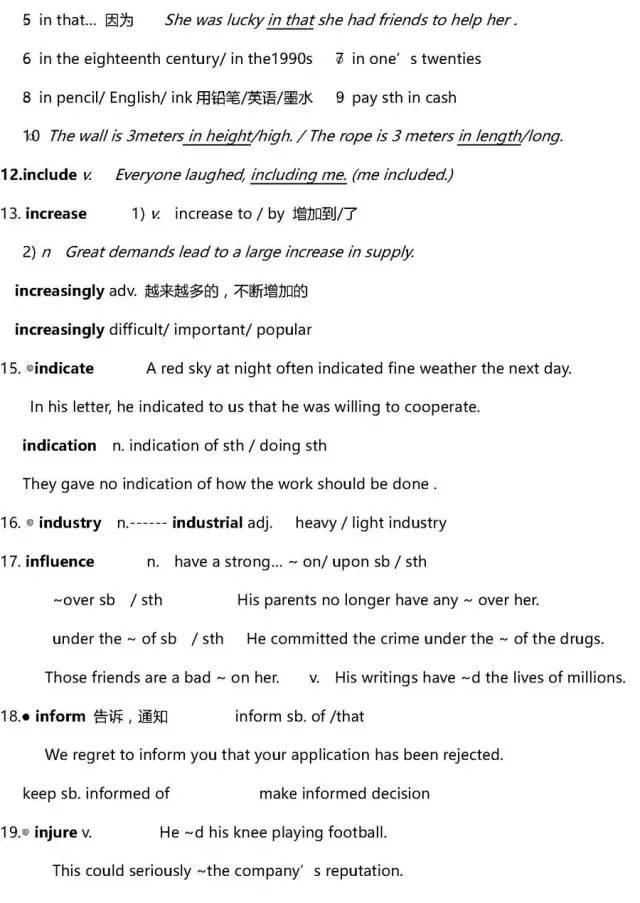 5 in that... 因为 She was lucky in that she had friends to help her .
6 in the eighteenth century/ in the1990s 7 in one's twenties
8 in pencil/ English/ ink 用铅笔/英语/墨水 9 pay sth in cash
10 The wall is 3meters in height/high. / The rope is 3 meters in length/long.
12.include v. Everyone laughed, including me. (me included.)
13. increase 1) v. increase to / by 增加到/了
2) n Great demands lead to a large increase in supply.
increasingly adv. 越来越多的，不断增加的
increasingly difficult/ important/ popular
15. ◎indicate A red sky at night often indicated fine weather the next day.
In his letter, he indicated to us that he was willing to cooperate.
indication n. indication of sth / doing sth
They gave no indication of how the work should be done .
16. ◎ industry n.------ industrial adj. heavy / light industry
17. influence n. have a strong... ~ on/ upon sb / sth
~over sb / sth His parents no longer have any ~ over her.
under the ~ of sb / sth He committed the crime under the ~ of the drugs.
Those friends are a bad ~ on her. v. His writings have ~d the lives of millions.
18.● inform 告诉，通知 inform sb. of /that
We regret to inform you that your application has been rejected.
keep sb. informed of make informed decision
19.◎ injure v. He ~d his knee playing football.
This could seriously ~the company's reputation.